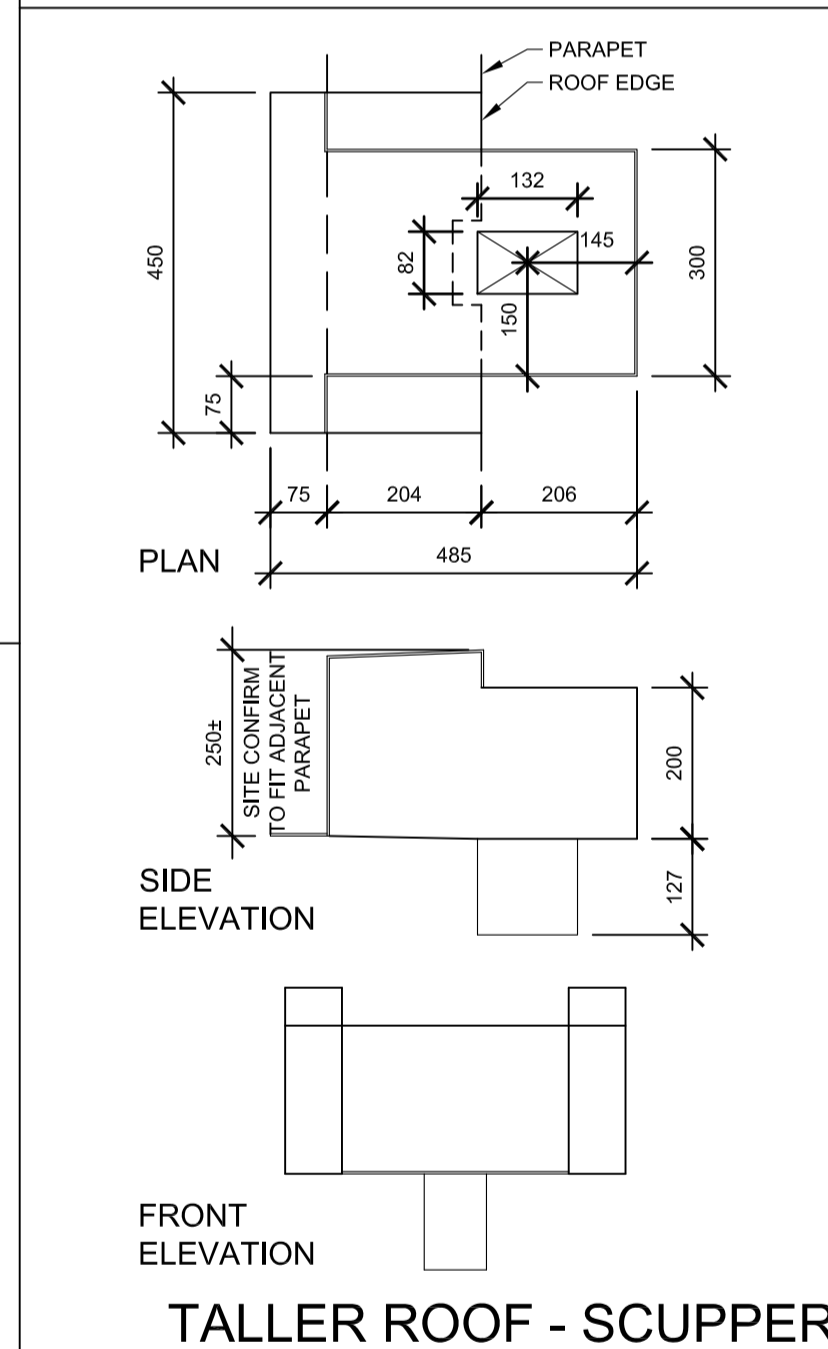 PARAPET
ROOF EDGE
132
145
82
450
300
150
75
75
204
206
485
PLAN
250±
SITE CONFIRM
TO FIT ADJACENT
PARAPET
200
127
SIDE
ELEVATION
FRONT
ELEVATION
TALLER ROOF - SCUPPER